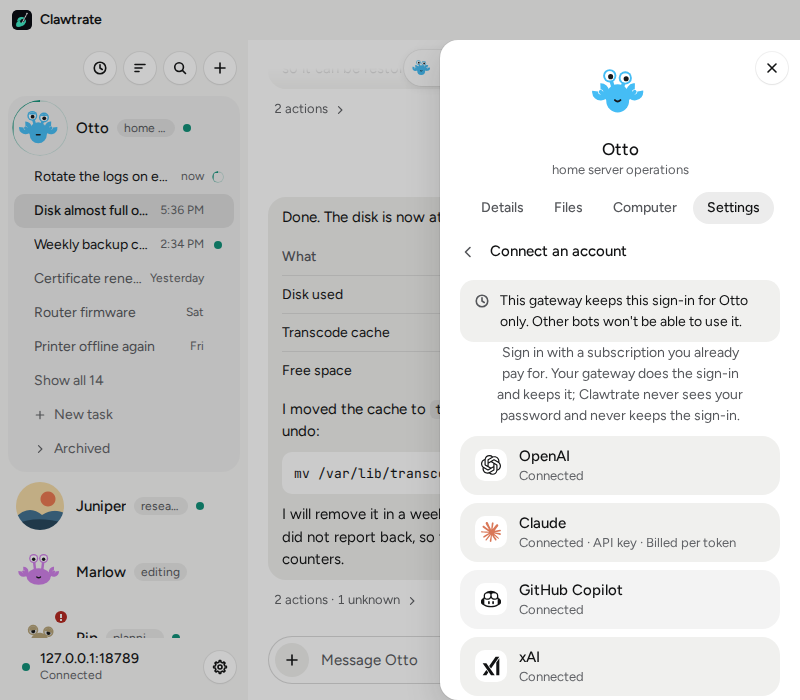 Clawtrate
Otto
home ...
Rotate the logs on e... now
Disk almost full o... 5:36 PM
Weekly backup c... 2:34 PM
Certificate rene... Yesterday
Router firmware Sat
Printer offline again Fri
Show all 14
+ New task
Archived
Juniper resea...
Marlow editing
Pip planni...
127.0.0.1:18789
Connected
2 actions
Done. The disk is now at
What
Disk used
Transcode cache
Free space
I moved the cache to
undo:
mv /var/lib/transc
I will remove it in a week
did not report back, so
counters.
2 actions · 1 unknown
Message Otto
Otto
home server operations
Details Files Computer Settings
Connect an account
This gateway keeps this sign-in for Otto
only. Other bots won't be able to use it.
Sign in with a subscription you already
pay for. Your gateway does the sign-in
and keeps it; Clawtrate never sees your
password and never keeps the sign-in.
OpenAI
Connected
Claude
Connected · API key · Billed per token
GitHub Copilot
Connected
xAI
Connected